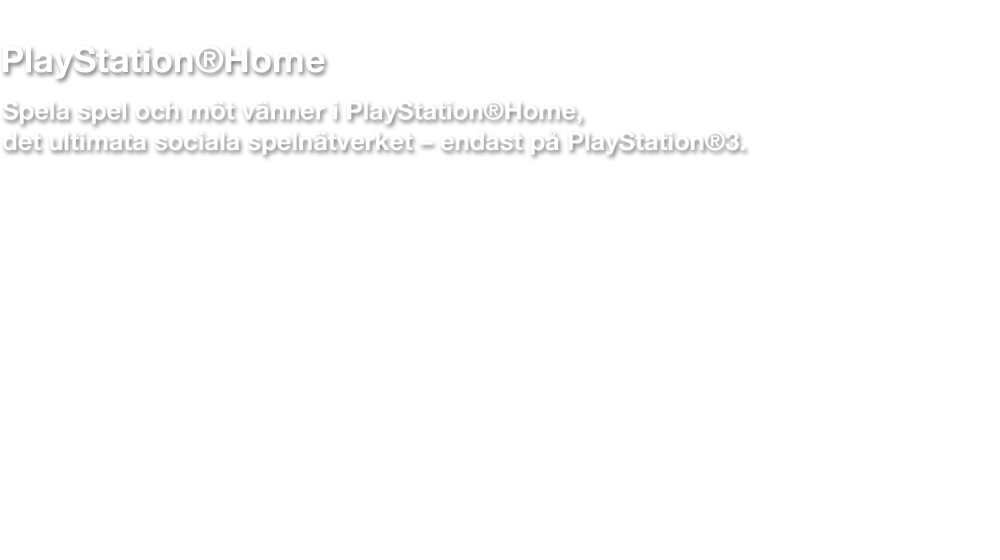 PlayStation®Home
Spela spel och möt vänner i PlayStation®Home,
det ultimata sociala spelnätverket – endast på PlayStation®3.